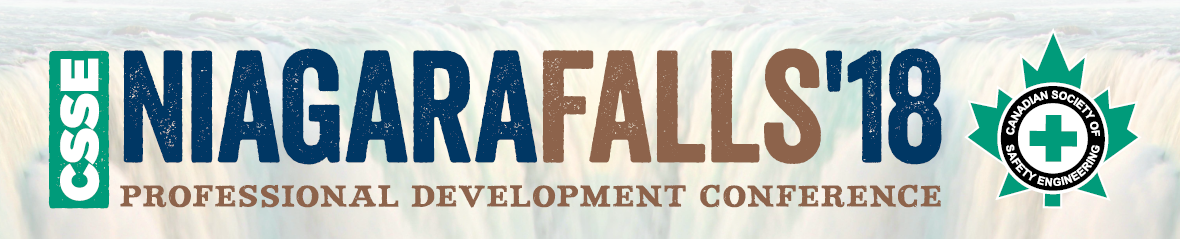 CSSE
NIAGARAFALLS'18
PROFESSIONAL DEVELOPMENT CONFERENCE
CANADIAN SOCIETY OF
SAFETY ENGINEERING